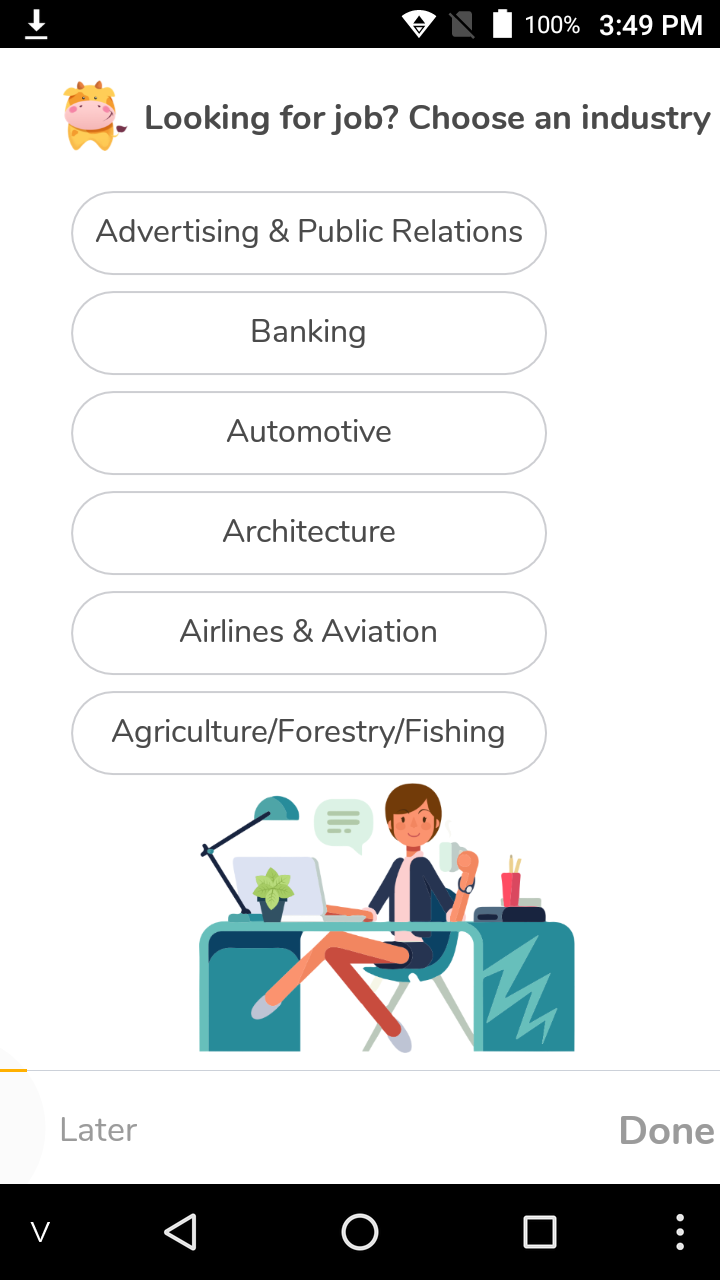 100% 3:49 PM
Looking for job? Choose an industry
Advertising & Public Relations
Banking
Automotive
Architecture
Airlines & Aviation
Agriculture/Forestry/Fishing
Later Done